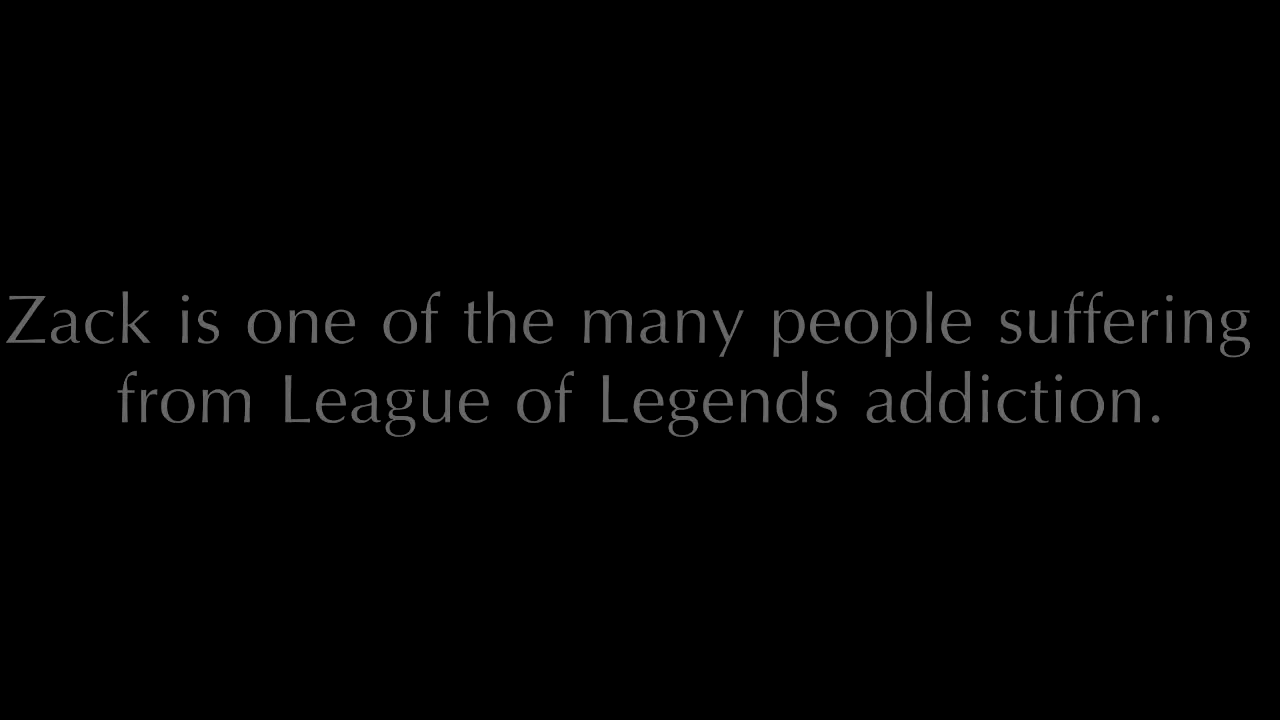 Zack is one of the many people suffering
from League of Legends addiction.